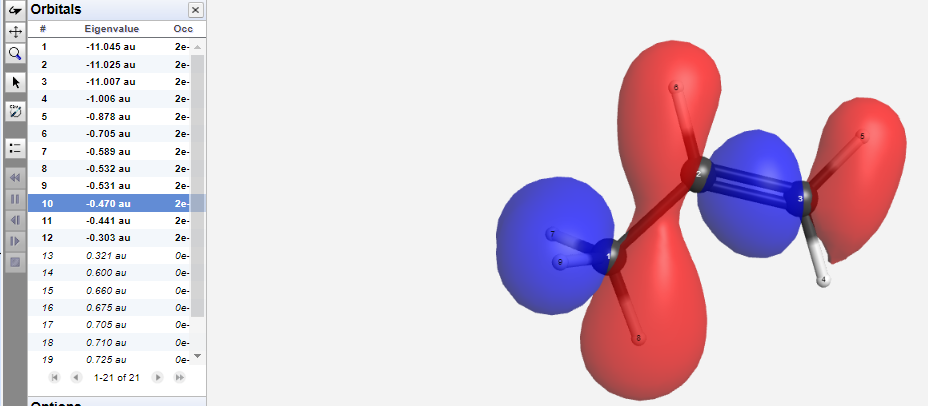 Orbitals
# Eigenvalue Occ
1 -11.045 au 2e-
2 -11.025 au 2e-
3 -11.007 au 2e-
4 -1.006 au 2e-
5 -0.878 au 2e-
6 -0.705 au 2e-
7 -0.589 au 2e-
8 -0.532 au 2e-
9 -0.531 au 2e-
10 -0.470 au 2e-
11 -0.441 au 2e-
12 -0.303 au 2e-
13 0.321 au 0e-
14 0.600 au 0e-
15 0.660 au 0e-
16 0.675 au 0e-
17 0.705 au 0e-
18 0.710 au 0e-
19 0.725 au 0e-
1-21 of 21
Options
6
5
2
3
7
1
9
4
8